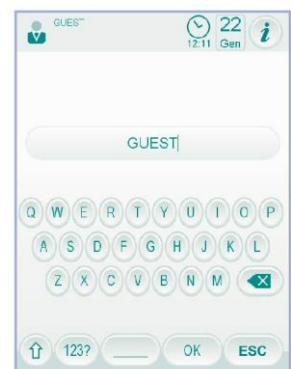 GUEST
12:11
22
Gen
i
GUEST
Q W E R T Y U I O P
A S D F G H J K L
Z X C V B N M
123? OK ESC